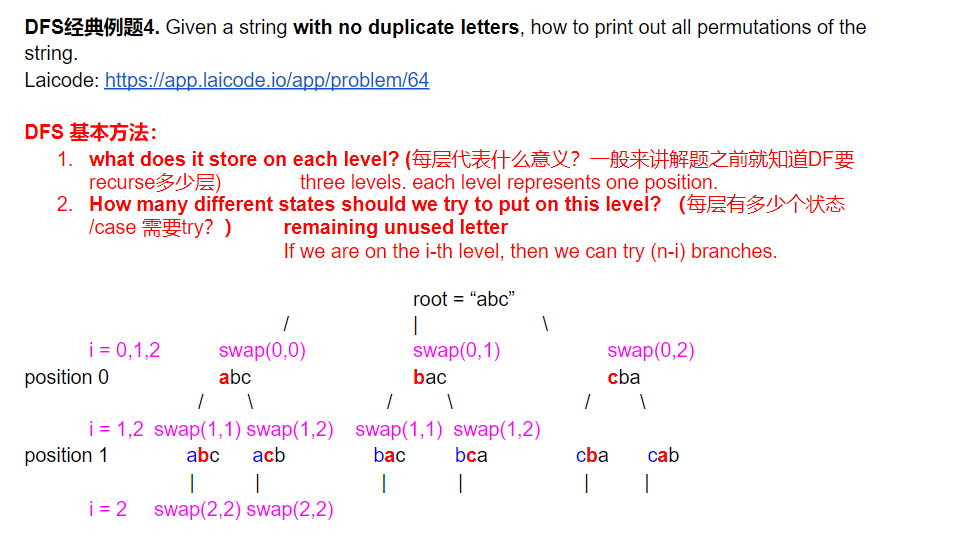 DFS经典例题4. Given a string with no duplicate letters, how to print out all permutations of the
string.
Laicode: https://app.laicode.io/app/problem/64
DFS 基本方法：
1. what does it store on each level? (每层代表什么意义？一般来讲解题之前就知道DF要
recurse多少层) three levels. each level represents one position.
2. How many different states should we try to put on this level? （每层有多少个状态
/case 需要try？) remaining unused letter
If we are on the i-th level, then we can try (n-i) branches.
root = “abc”
/ | \
i = 0,1,2 swap(0,0) swap(0,1) swap(0,2)
position 0 abc bac cba
/ \ / \ / \
i = 1,2 swap(1,1) swap(1,2) swap(1,1) swap(1,2)
position 1 abc acb bac bca cba cab
| | | | | |
i = 2 swap(2,2) swap(2,2)